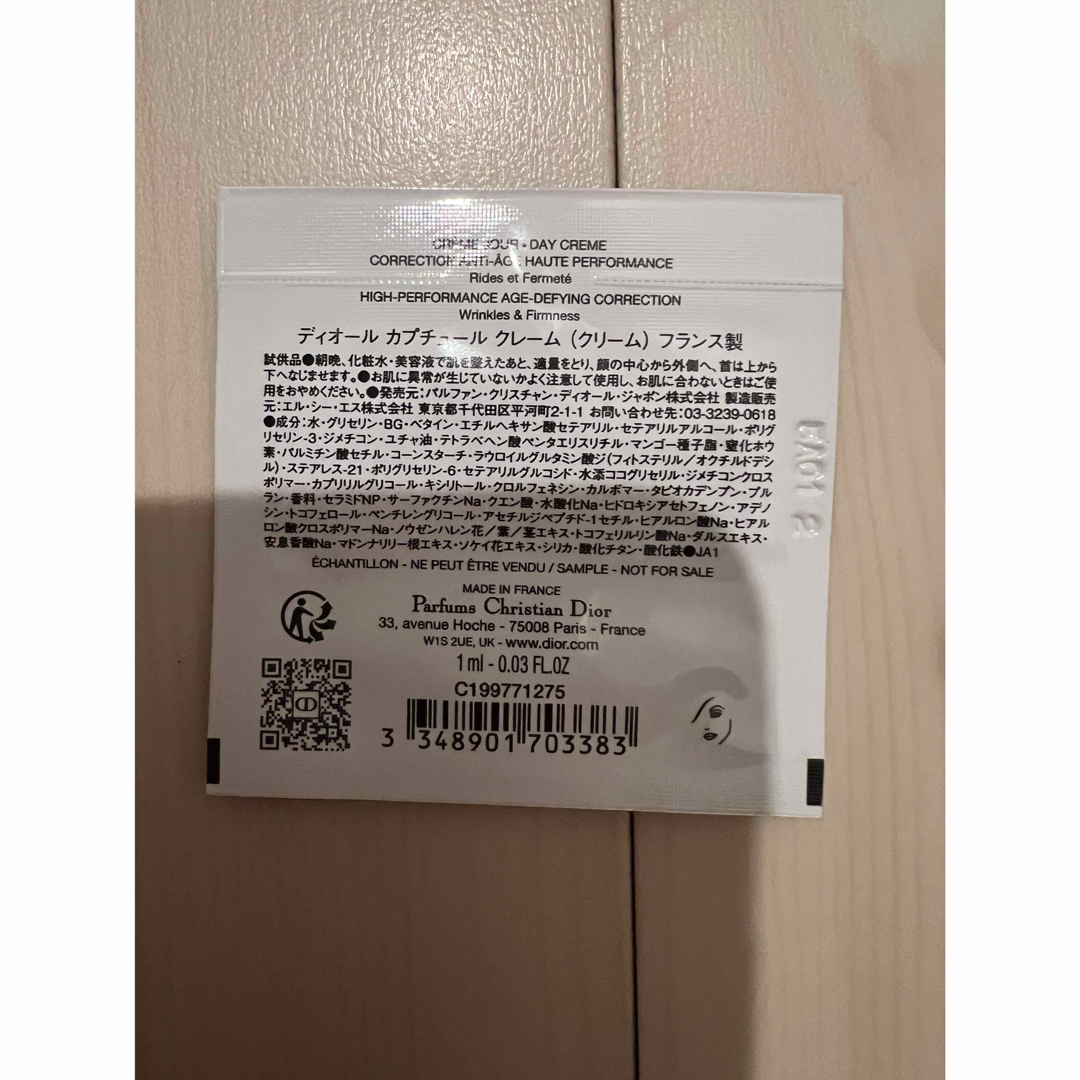 CRÈME JOUR • DAY CREME
CORRECTION ANTI-ÂGE HAUTE PERFORMANCE
Rides et Fermeté
HIGH-PERFORMANCE AGE-DEFYING CORRECTION
Wrinkles & Firmness
ディオール カプチュール クレーム（クリーム）フランス製
試供品●朝晩、化粧水・美容液で肌を整えたあと、適量をとり、顔の中心から外側へ、首は上から
下へなじませます。●お肌に異常が生じていないかよく注意して使用し、お肌に合わないときはご使
用をおやめください。●発売元：パルファン・クリスチャン・ディオール・ジャポン株式会社 製造販売
元：エル・シー・エス株式会社 東京都千代田区平河町2-1-1 お問い合わせ先：03-3239-0618
●成分：水・グリセリン・BG・ベタイン・エチルヘキサン酸セテアリル・セテアリルアルコール・ポリグ
リセリン-3・ジメチコン・ユチャ油・テトラベヘン酸ペンタエリスリチル・マンゴー種子脂・窒化ホウ
素・パルミチン酸セチル・コーンスターチ・ラウロイルグルタミン酸ジ（フィトステリル／オクチルドデシ
ル）・ステアレス-21・ポリグリセリン-6・セテアリルグルコシド・水添ココグリセリル・ジメチコンクロス
ポリマー・カプリリルグリコール・キシリトール・クロルフェネシン・カルボマー・タピオカデンプン・プル
ラン・香料・セラミドNP・サーファクチンNa・クエン酸・水酸化Na・ヒドロキシアセトフェノン・アデノ
シン・トコフェロール・ペンチレングリコール・アセチルジペプチド-1セチル・ヒアルロン酸Na・ヒアル
ロン酸クロスポリマーNa・ノウゼンハレン花／葉／茎エキス・トコフェリルリン酸Na・ダルスエキス・
安息香酸Na・マドンナリリー根エキス・ソケイ花エキス・シリカ・酸化チタン・酸化鉄●JA1
ÉCHANTILLON - NE PEUT ÊTRE VENDU / SAMPLE - NOT FOR SALE
MADE IN FRANCE
Parfums Christian Dior
33, avenue Hoche - 75008 Paris - France
W1S 2UE, UK - www.dior.com
1 ml - 0.03 FL.OZ
C199771275
3 348901 703383